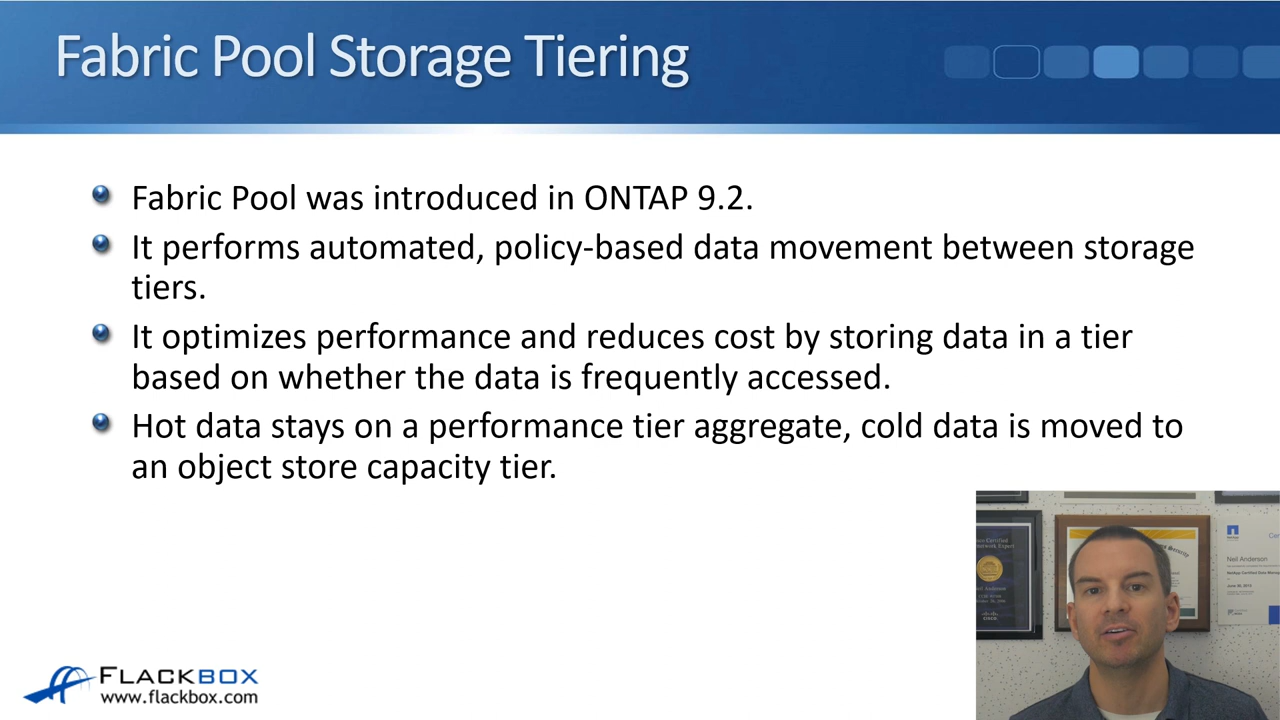 Fabric Pool Storage Tiering
Fabric Pool was introduced in ONTAP 9.2.
It performs automated, policy-based data movement between storage
tiers.
It optimizes performance and reduces cost by storing data in a tier
based on whether the data is frequently accessed.
Hot data stays on a performance tier aggregate, cold data is moved to
an object store capacity tier.
Neil Anderson
FLACKBOX
www.flackbox.com